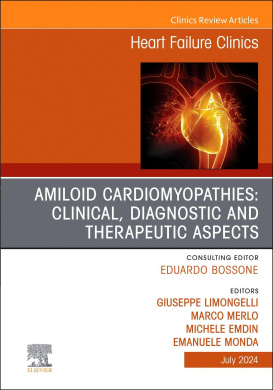 Clinics Review Articles
Heart Failure Clinics
AMILOID CARDIOMYOPATHIES:
CLINICAL, DIAGNOSTIC AND
THERAPEUTIC ASPECTS
CONSULTING EDITOR
EDUARDO BOSSONE
EDITORS
GIUSEPPE LIMONGELLI
MARCO MERLO
MICHELE EMDIN
EMANUELE MONDA
ELSEVIER
July 2024